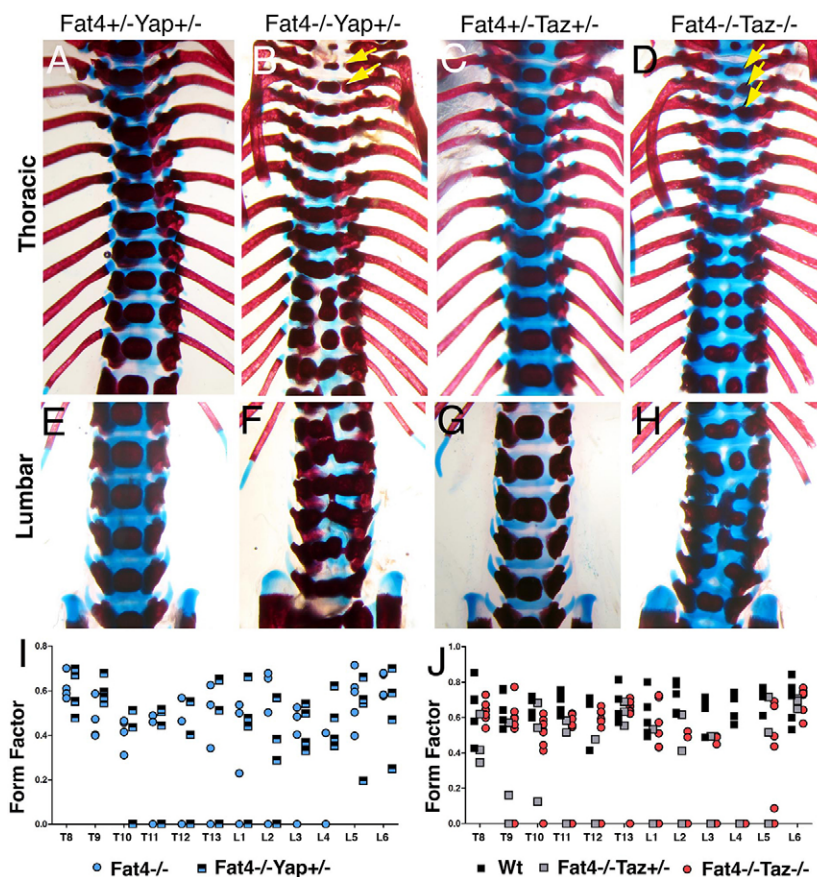 Fat4+/-Yap+/- Fat4-/-Yap+/- Fat4+/-Taz+/- Fat4-/-Taz-/-
A B C D
Thoracic
E F G H
Lumbar
I
Form Factor
0.8
0.6
0.4
0.2
0.0
T8 T9 T10 T11 T12 T13 L1 L2 L3 L4 L5 L6
Fat4-/- Fat4-/-Yap+/-
J
Form Factor
1.0
0.8
0.6
0.4
0.2
0.0
T8 T9 T10 T11 T12 T13 L1 L2 L3 L4 L5 L6
Wt Fat4-/-Taz+/- Fat4-/-Taz-/-